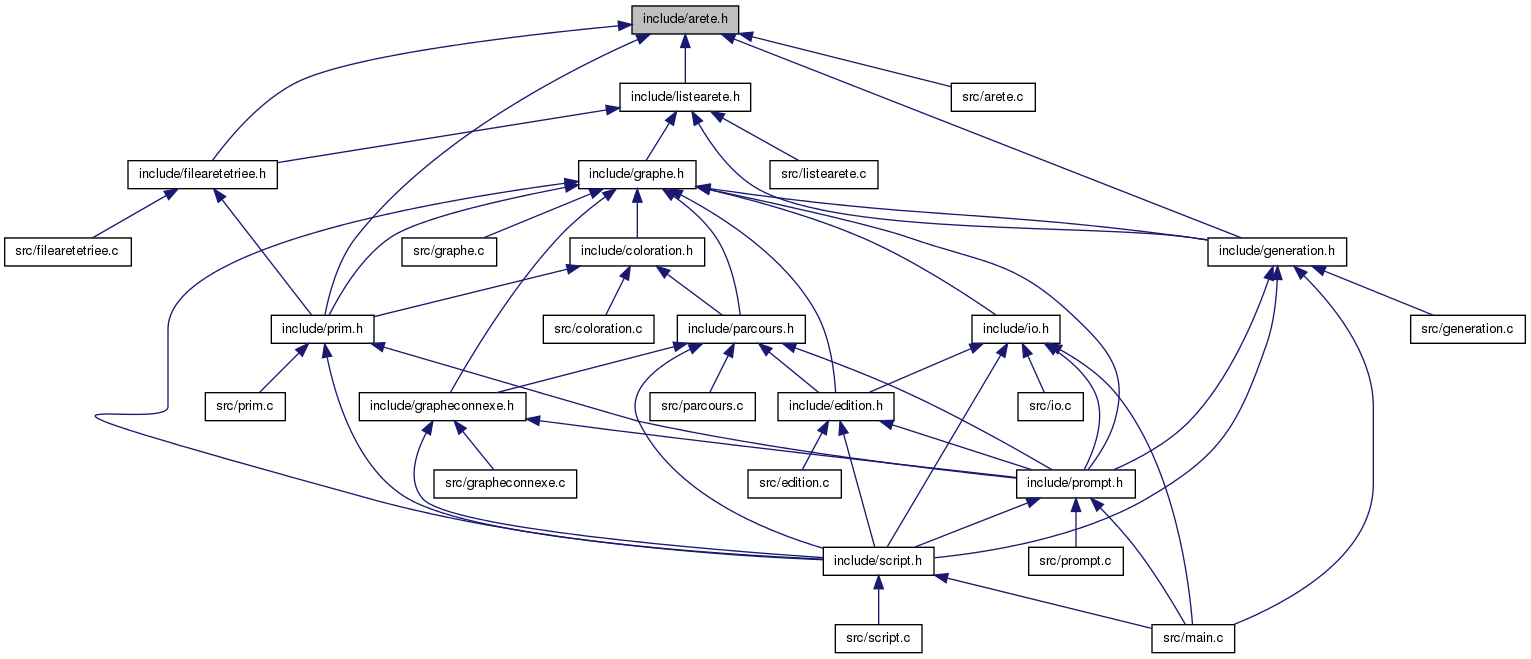 include/arete.h
include/listearete.h
src/arete.c
include/filearetetriee.h
include/graphe.h
src/listearete.c
src/filearetetriee.c
src/graphe.c
include/coloration.h
include/generation.h
include/prim.h
src/coloration.c
include/parcours.h
include/io.h
src/generation.c
src/prim.c
include/grapheconnexe.h
src/parcours.c
include/edition.h
src/io.c
src/grapheconnexe.c
src/edition.c
include/prompt.h
include/script.h
src/prompt.c
src/script.c
src/main.c